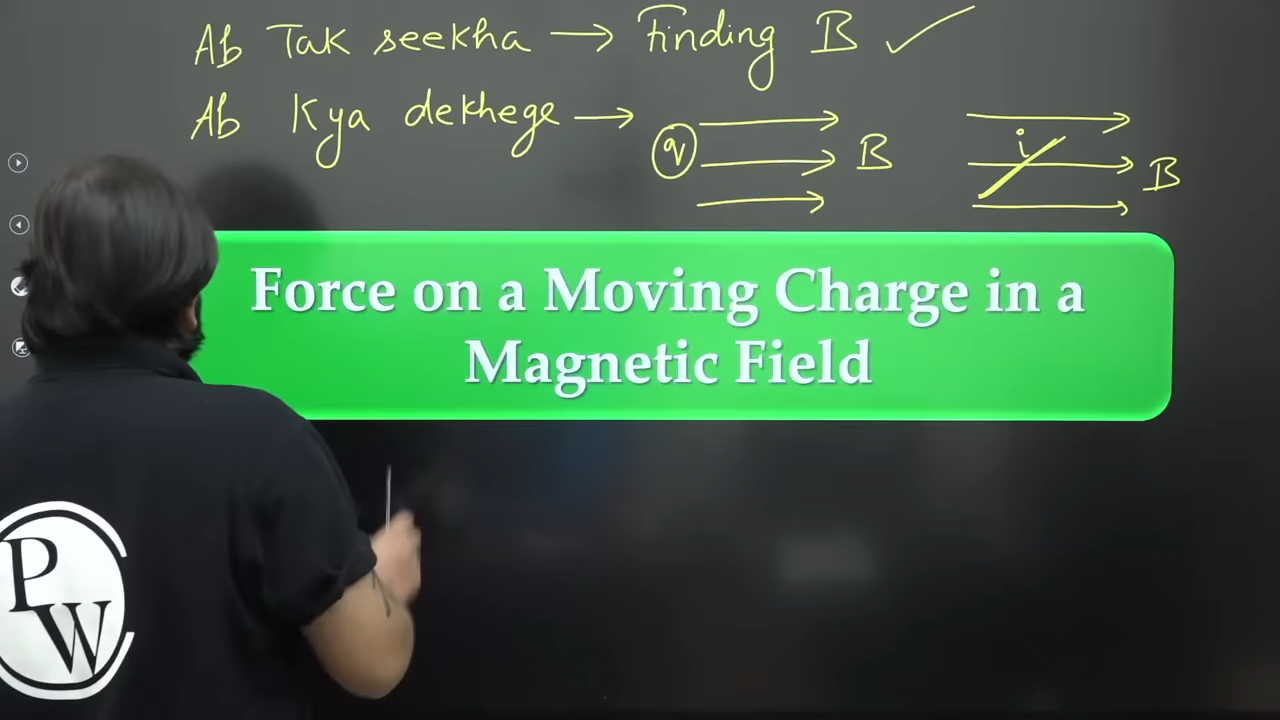 Ab Tak seekha → Finding B ✓
Ab Kya dekhege → q B i B
Force on a Moving Charge in a
Magnetic Field
PW